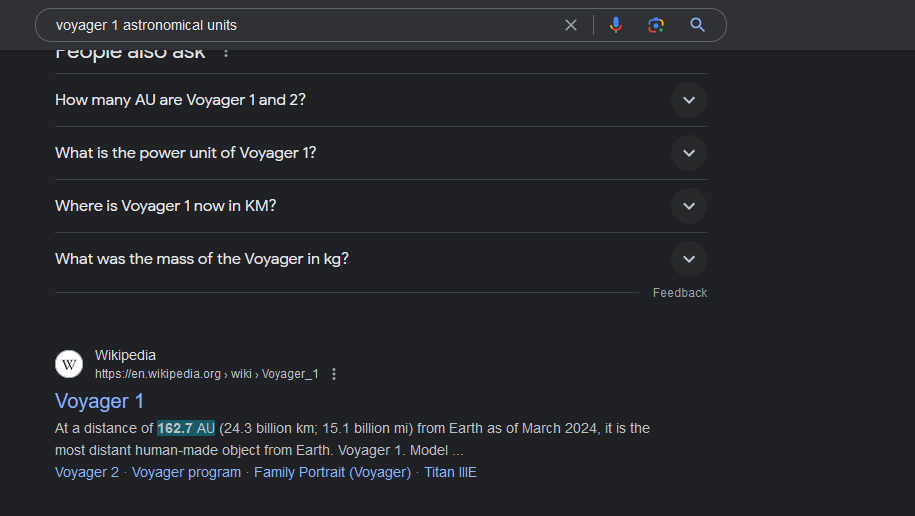 voyager 1 astronomical units
People also ask
How many AU are Voyager 1 and 2?
What is the power unit of Voyager 1?
Where is Voyager 1 now in KM?
What was the mass of the Voyager in kg?
Feedback
W
Wikipedia
https://en.wikipedia.org › wiki › Voyager_1
Voyager 1
At a distance of 162.7 AU (24.3 billion km; 15.1 billion mi) from Earth as of March 2024, it is the
most distant human-made object from Earth. Voyager 1. Model ...
Voyager 2 · Voyager program · Family Portrait (Voyager) · Titan IIIE